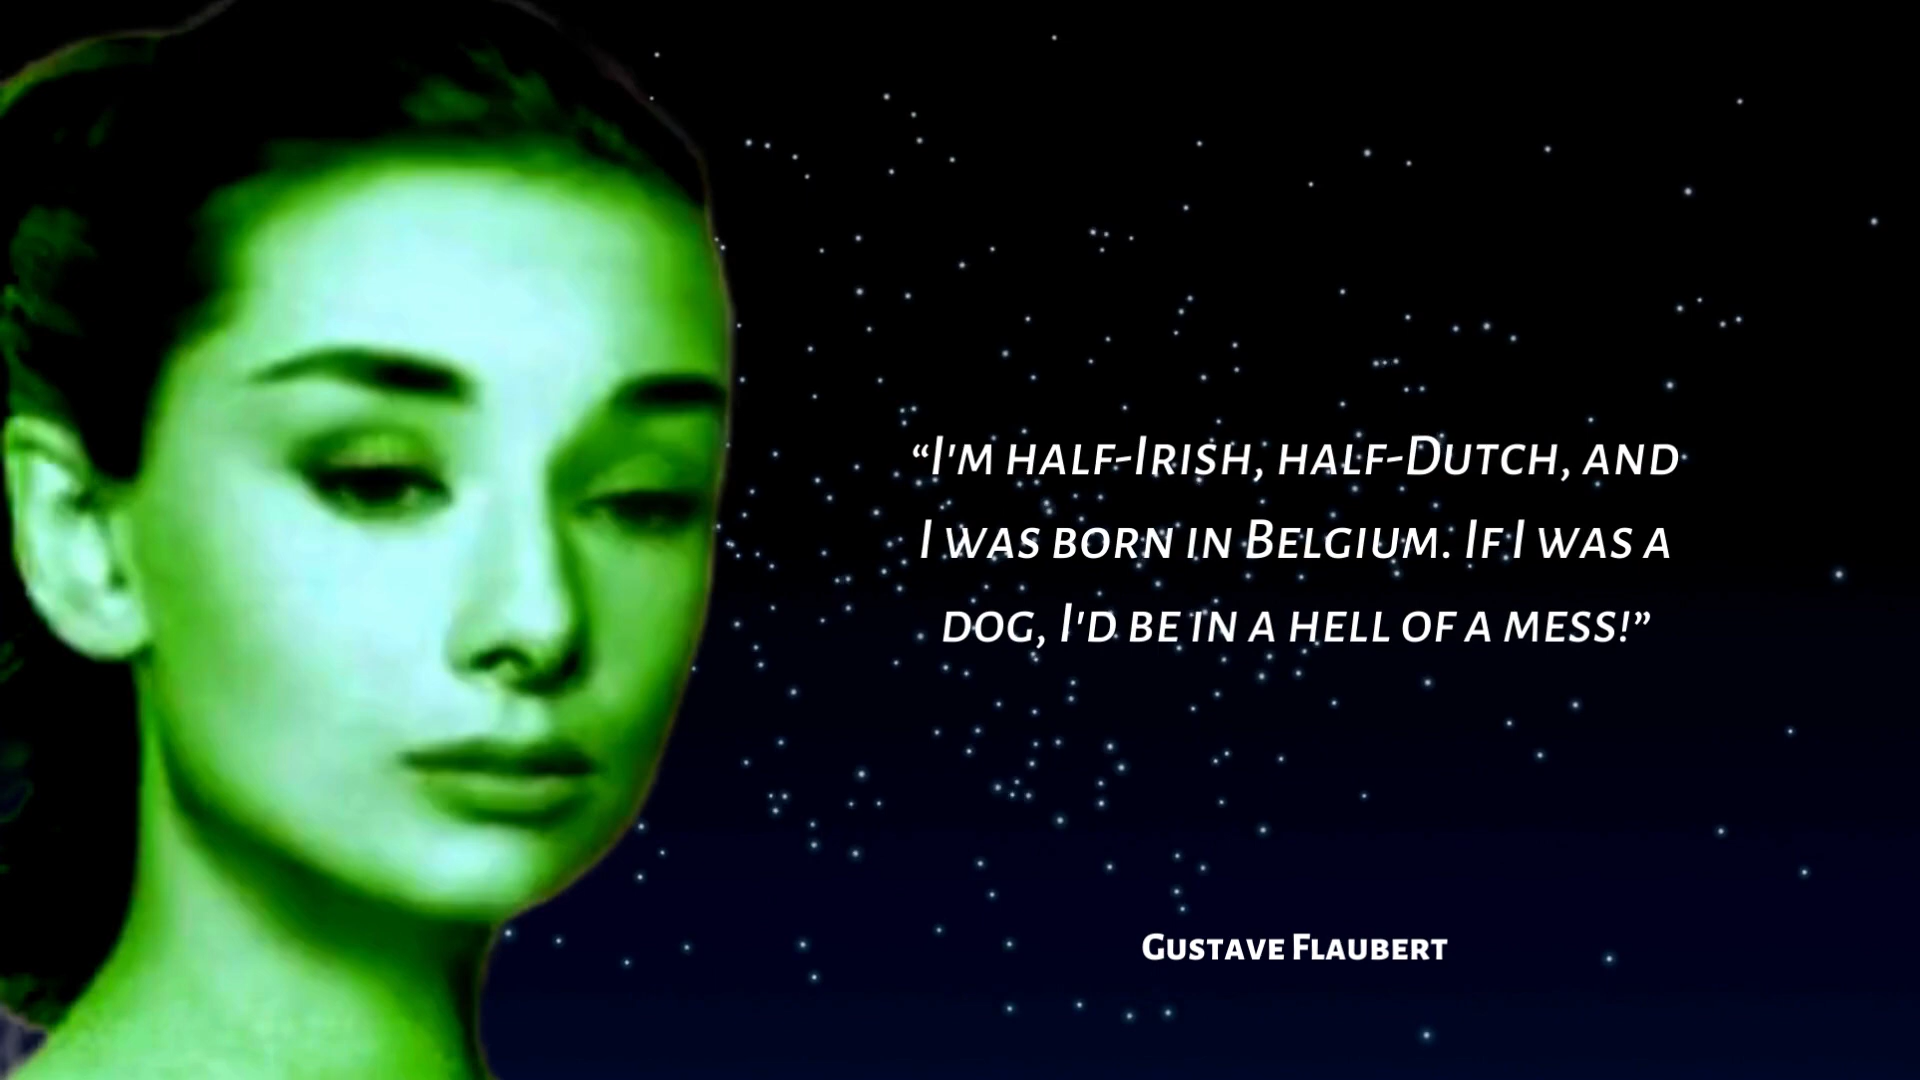 “I'm half-Irish, half-Dutch, and
I was born in Belgium. If I was a
dog, I'd be in a hell of a mess!”
Gustave Flaubert